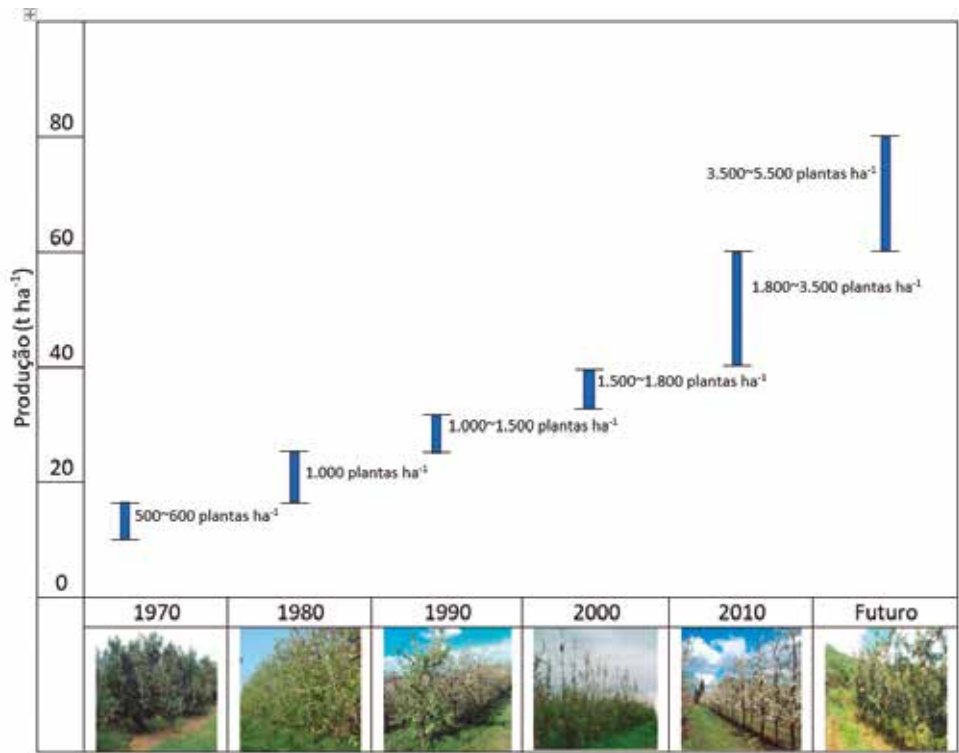 80
3.500~5.500 plantas ha⁻¹
60
1.800~3.500 plantas ha⁻¹
Produção (t ha⁻¹)
40
1.500~1.800 plantas ha⁻¹
1.000~1.500 plantas ha⁻¹
20
1.000 plantas ha⁻¹
500~600 plantas ha⁻¹
0
1970 1980 1990 2000 2010 Futuro